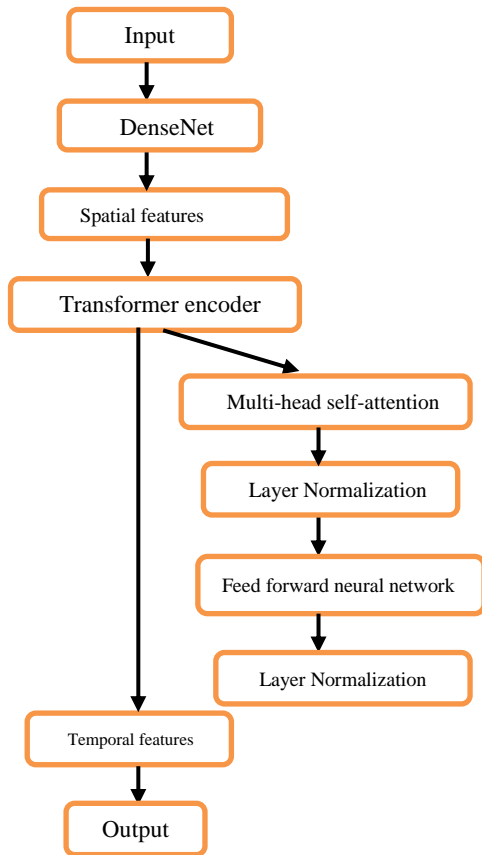 Input
DenseNet
Spatial features
Transformer encoder
Multi-head self-attention
Layer Normalization
Feed forward neural network
Layer Normalization
Temporal features
Output